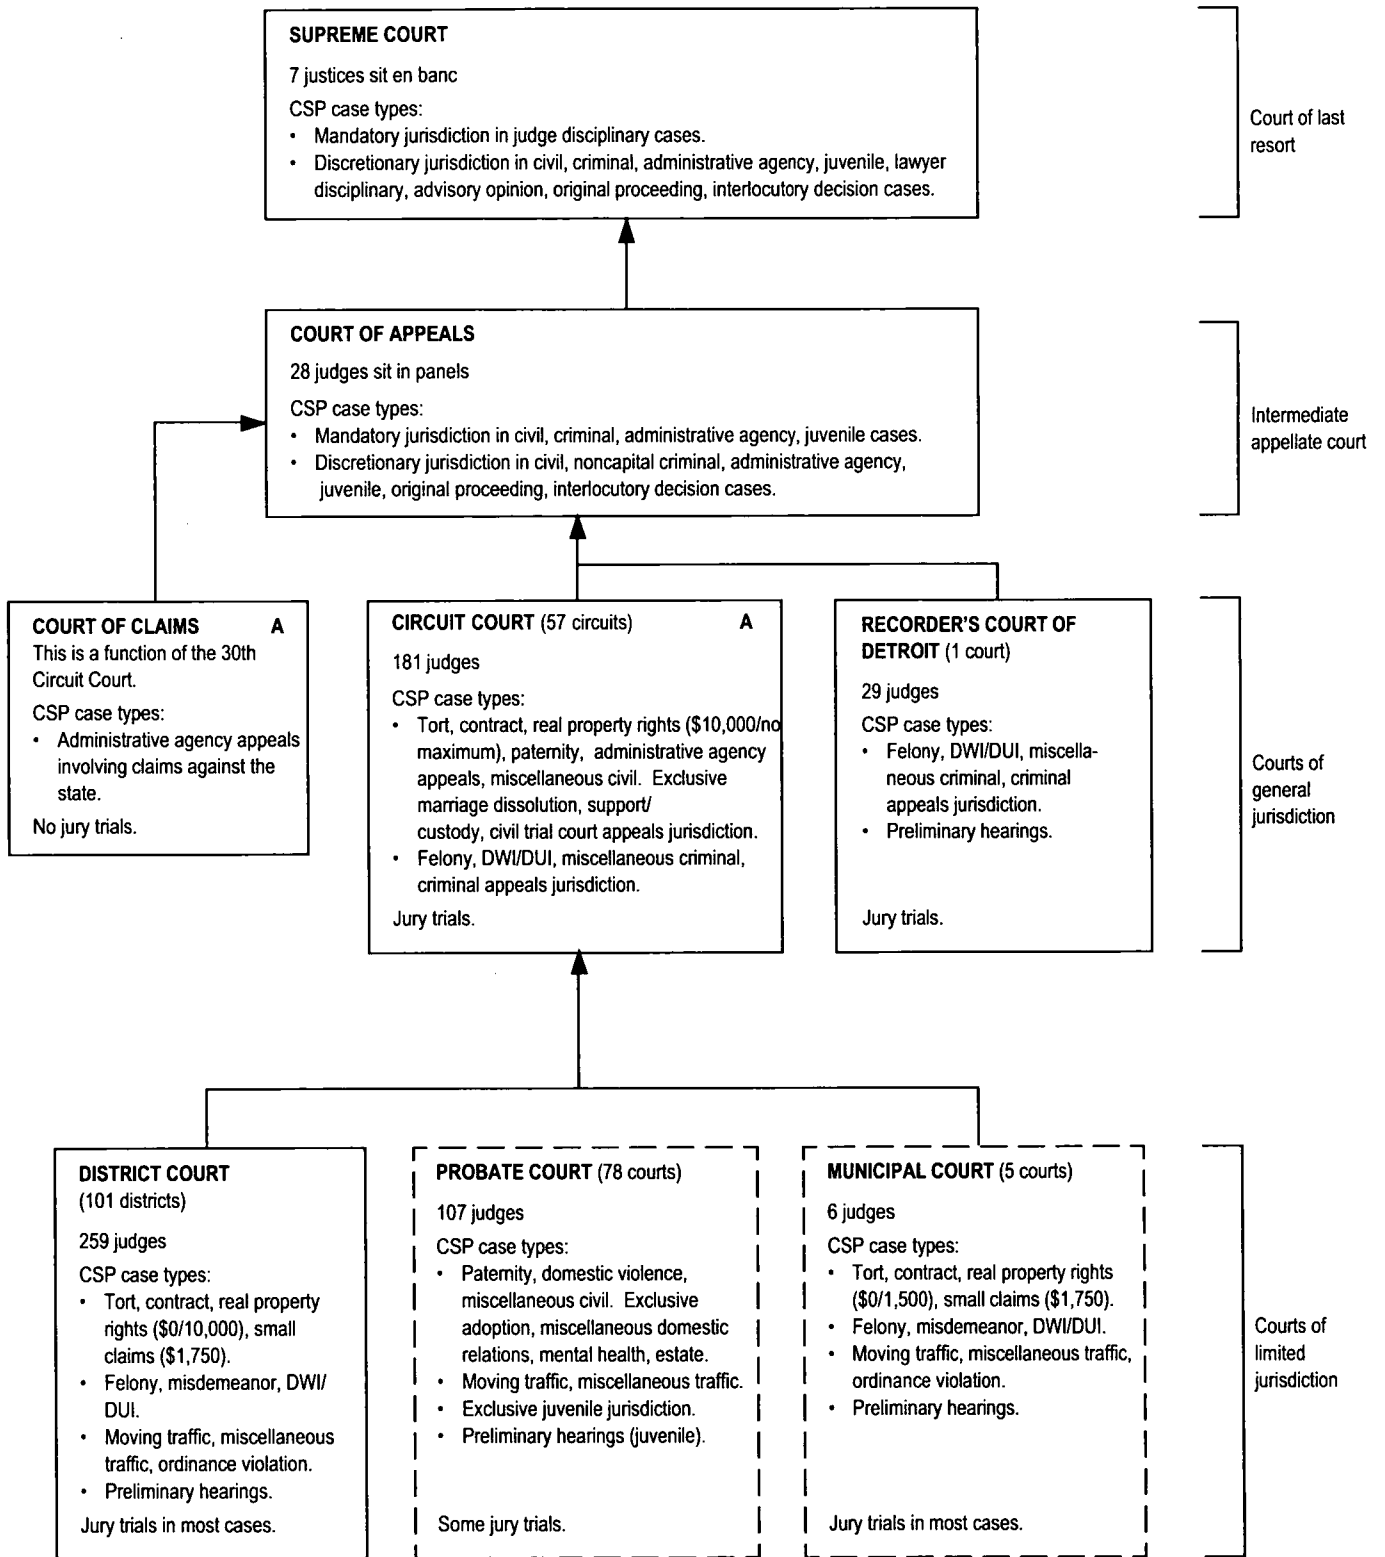 SUPREME COURT
7 justices sit en banc
CSP case types:
• Mandatory jurisdiction in judge disciplinary cases.
• Discretionary jurisdiction in civil, criminal, administrative agency, juvenile, lawyer
disciplinary, advisory opinion, original proceeding, interlocutory decision cases.
Court of last
resort
COURT OF APPEALS
28 judges sit in panels
CSP case types:
• Mandatory jurisdiction in civil, criminal, administrative agency, juvenile cases.
• Discretionary jurisdiction in civil, noncapital criminal, administrative agency,
juvenile, original proceeding, interlocutory decision cases.
Intermediate
appellate court
COURT OF CLAIMS A
This is a function of the 30th
Circuit Court.
CSP case types:
• Administrative agency appeals
involving claims against the
state.
No jury trials.
CIRCUIT COURT (57 circuits) A
181 judges
CSP case types:
• Tort, contract, real property rights ($10,000/no
maximum), paternity, administrative agency
appeals, miscellaneous civil. Exclusive
marriage dissolution, support/
custody, civil trial court appeals jurisdiction.
• Felony, DWI/DUI, miscellaneous criminal,
criminal appeals jurisdiction.
Jury trials.
RECORDER'S COURT OF
DETROIT (1 court)
29 judges
CSP case types:
• Felony, DWI/DUI, miscella-
neous criminal, criminal
appeals jurisdiction.
• Preliminary hearings.
Jury trials.
Courts of
general
jurisdiction
DISTRICT COURT
(101 districts)
259 judges
CSP case types:
• Tort, contract, real property
rights ($0/10,000), small
claims ($1,750).
• Felony, misdemeanor, DWI/
DUI.
• Moving traffic, miscellaneous
traffic, ordinance violation.
• Preliminary hearings.
Jury trials in most cases.
PROBATE COURT (78 courts)
107 judges
CSP case types:
• Paternity, domestic violence,
miscellaneous civil. Exclusive
adoption, miscellaneous domestic
relations, mental health, estate.
• Moving traffic, miscellaneous traffic.
• Exclusive juvenile jurisdiction.
• Preliminary hearings (juvenile).
Some jury trials.
MUNICIPAL COURT (5 courts)
6 judges
CSP case types:
• Tort, contract, real property rights
($0/1,500), small claims ($1,750).
• Felony, misdemeanor, DWI/DUI.
• Moving traffic, miscellaneous traffic,
ordinance violation.
• Preliminary hearings.
Jury trials in most cases.
Courts of
limited
jurisdiction